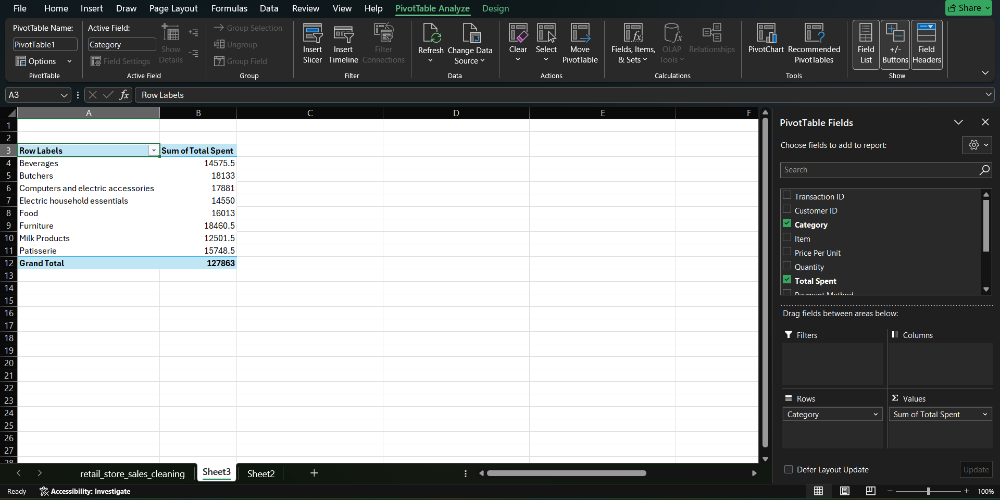 File Home Insert Draw Page Layout Formulas Data Review View Help PivotTable Analyze Design Share
PivotTable Name:
PivotTable1
Options
PivotTable
Active Field:
Category
Field Settings
Show Details
Active Field
Group Selection
Ungroup
Group Field
Group
Insert Slicer
Insert Timeline
Filter Connections
Filter
Refresh
Change Data Source
Data
Clear
Select
Move PivotTable
Actions
Fields, Items, & Sets
OLAP Tools
Relationships
Calculations
PivotChart
Recommended PivotTables
Tools
Field List
+/- Buttons
Field Headers
Show
A3 fx Row Labels
A B C D E F
1
2
3 Row Labels Sum of Total Spent
4 Beverages 14575.5
5 Butchers 18133
6 Computers and electric accessories 17881
7 Electric household essentials 14550
8 Food 16013
9 Furniture 18460.5
10 Milk Products 12501.5
11 Patisserie 15748.5
12 Grand Total 127863
13
14
15
16
17
18
19
20
21
22
23
24
25
26
27
28
PivotTable Fields
Choose fields to add to report:
Search
Transaction ID
Customer ID
Category
Item
Price Per Unit
Quantity
Total Spent
Payment Method
Drag fields between areas below:
Filters
Columns
Rows
Category
Values
Sum of Total Spent
Defer Layout Update
Update
retail_store_sales_cleaning Sheet3 Sheet2
Ready Accessibility: Investigate 100%